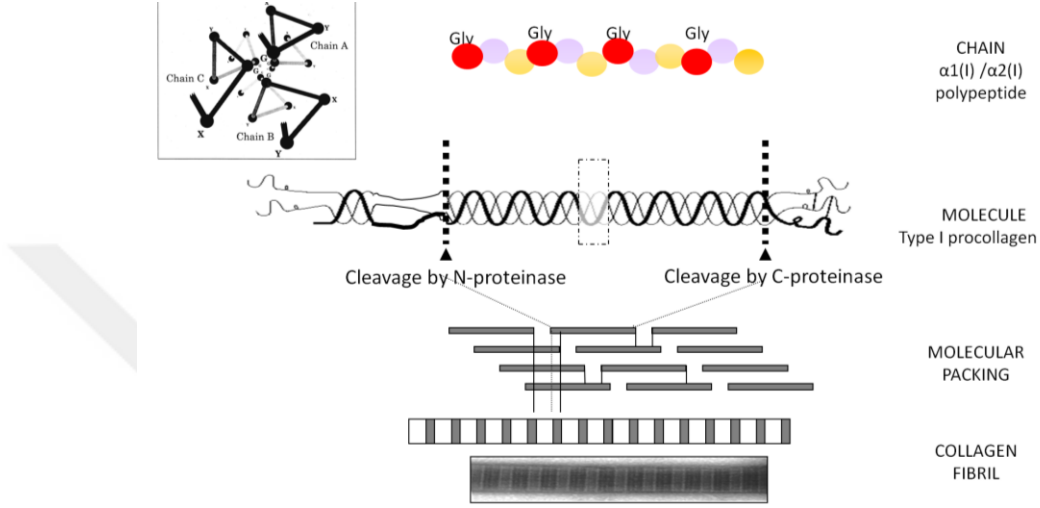 Y
Chain A
G
Chain C
X
X
Chain B
Y
Gly
Gly
Gly
Gly
CHAIN
α1(I) /α2(I)
polypeptide
MOLECULE
Type I procollagen
Cleavage by N-proteinase
Cleavage by C-proteinase
MOLECULAR
PACKING
COLLAGEN
FIBRIL